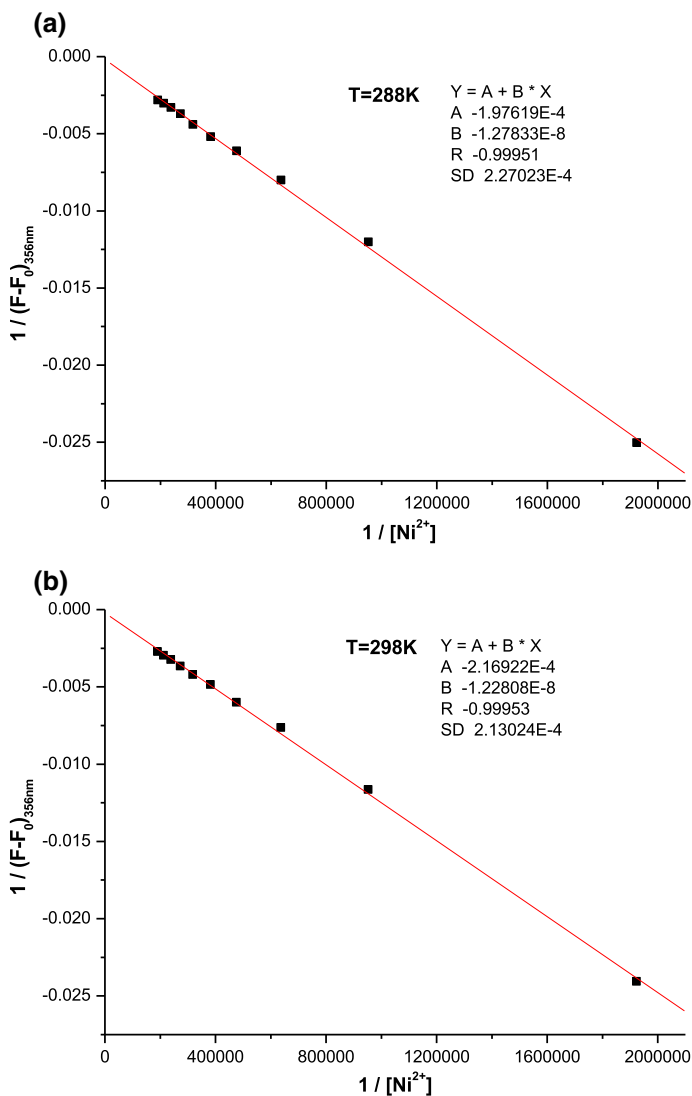 (a)
0.000
-0.005
-0.010
-0.015
-0.020
-0.025
1 / (F-F₀)₃₅₆ₙₘ
T=288K
Y = A + B * X
A -1.97619E-4
B -1.27833E-8
R -0.99951
SD 2.27023E-4
0 400000 800000 1200000 1600000 2000000
1 / [Ni²⁺]
(b)
0.000
-0.005
-0.010
-0.015
-0.020
-0.025
1 / (F-F₀)₃₅₆ₙₘ
T=298K
Y = A + B * X
A -2.16922E-4
B -1.22808E-8
R -0.99953
SD 2.13024E-4
0 400000 800000 1200000 1600000 2000000
1 / [Ni²⁺]